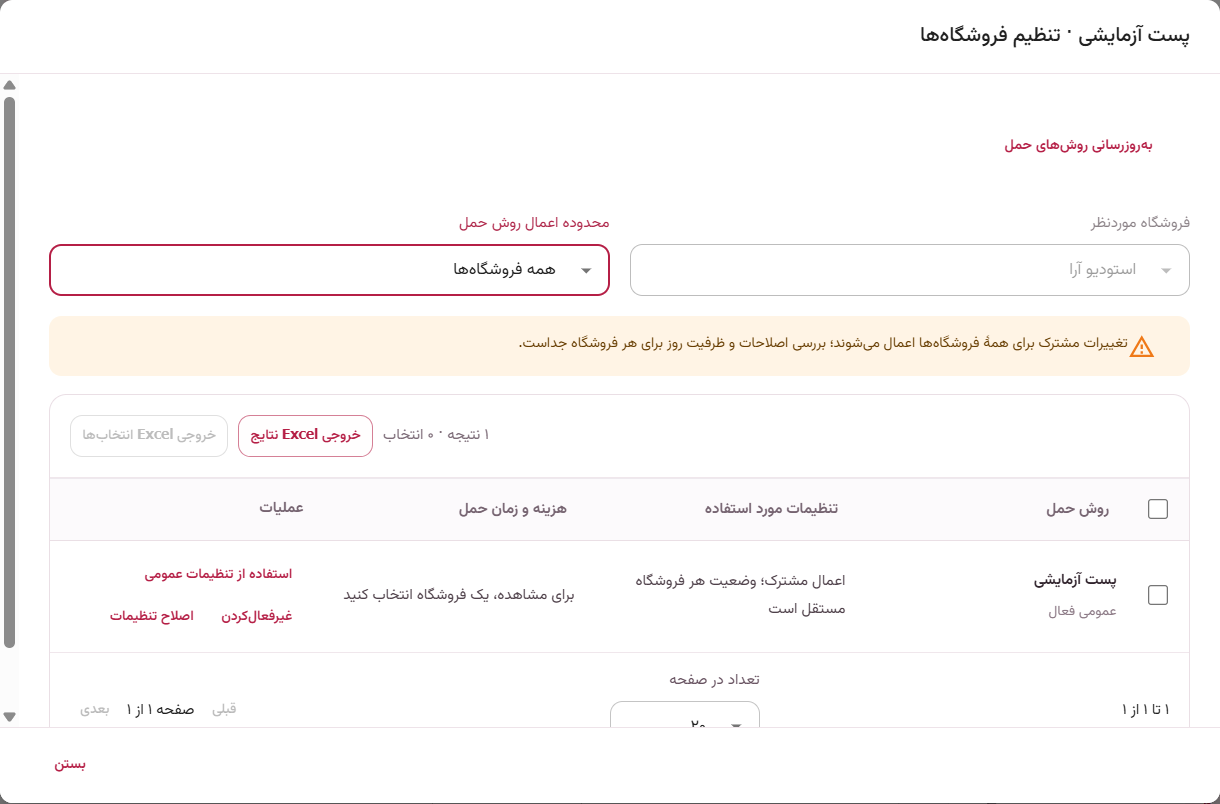 پست آزمایشی · تنظیم فروشگاه‌ها
به‌روزرسانی روش‌های حمل
فروشگاه موردنظر
استودیو آرا
محدوده اعمال روش حمل
همه فروشگاه‌ها
تغییرات مشترک برای همهٔ فروشگاه‌ها اعمال می‌شوند؛ بررسی اصلاحات و ظرفیت روز برای هر فروشگاه جداست.
۱ نتیجه · ۰ انتخاب
خروجی Excel نتایج
خروجی Excel انتخاب‌ها
روش حمل
تنظیمات مورد استفاده
هزینه و زمان حمل
عملیات
پست آزمایشی
عمومی فعال
اعمال مشترک؛ وضعیت هر فروشگاه
مستقل است
برای مشاهده، یک فروشگاه انتخاب کنید
استفاده از تنظیمات عمومی
غیرفعال‌کردن
اصلاح تنظیمات
۱ تا ۱ از ۱
تعداد در صفحه
۲۰
قبلی
صفحه ۱ از ۱
بعدی
بستن